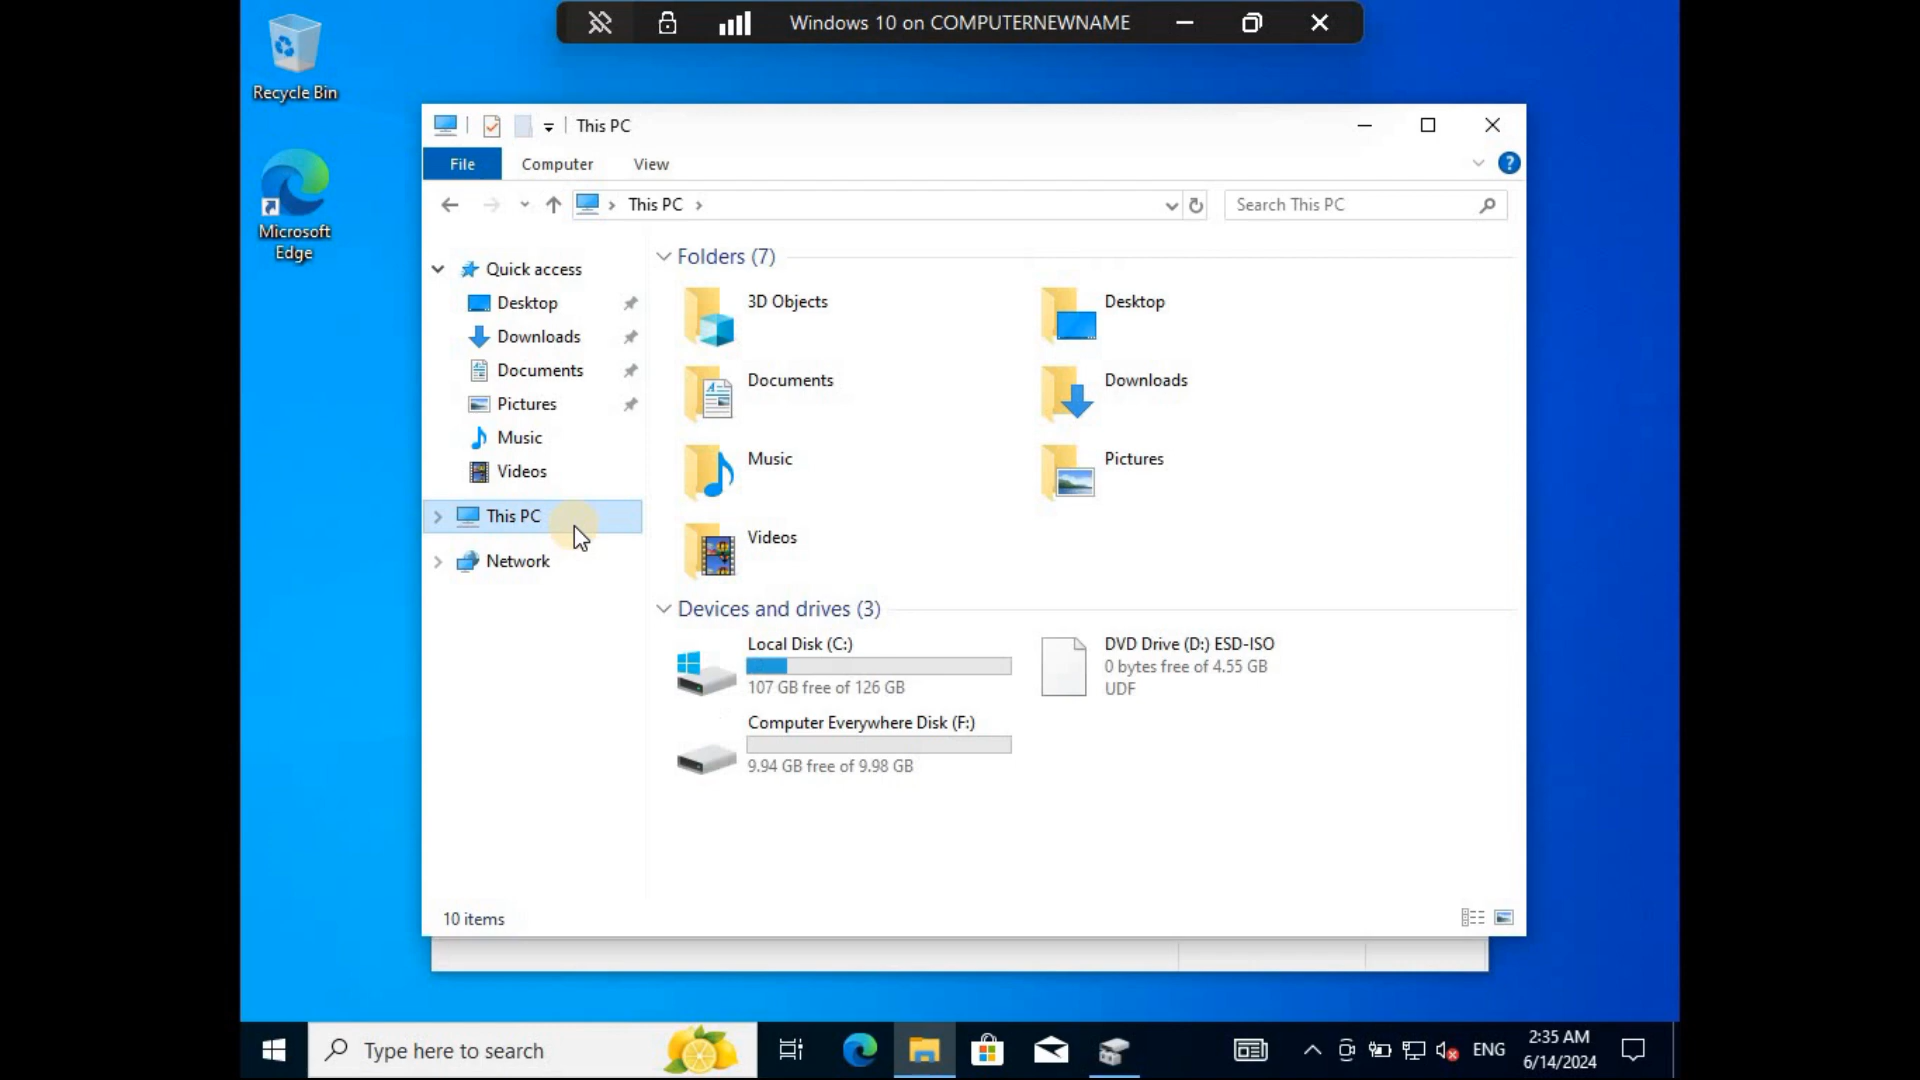 Windows 10 on COMPUTERNEWNAME
Recycle Bin
Microsoft
Edge
This PC
File
Computer
View
This PC
Search This PC
Quick access
Desktop
Downloads
Documents
Pictures
Music
Videos
This PC
Network
Folders (7)
3D Objects
Desktop
Documents
Downloads
Music
Pictures
Videos
Devices and drives (3)
Local Disk (C:)
107 GB free of 126 GB
DVD Drive (D:) ESD-ISO
0 bytes free of 4.55 GB
UDF
Computer Everywhere Disk (F:)
9.94 GB free of 9.98 GB
10 items
Type here to search
ENG
2:35 AM
6/14/2024